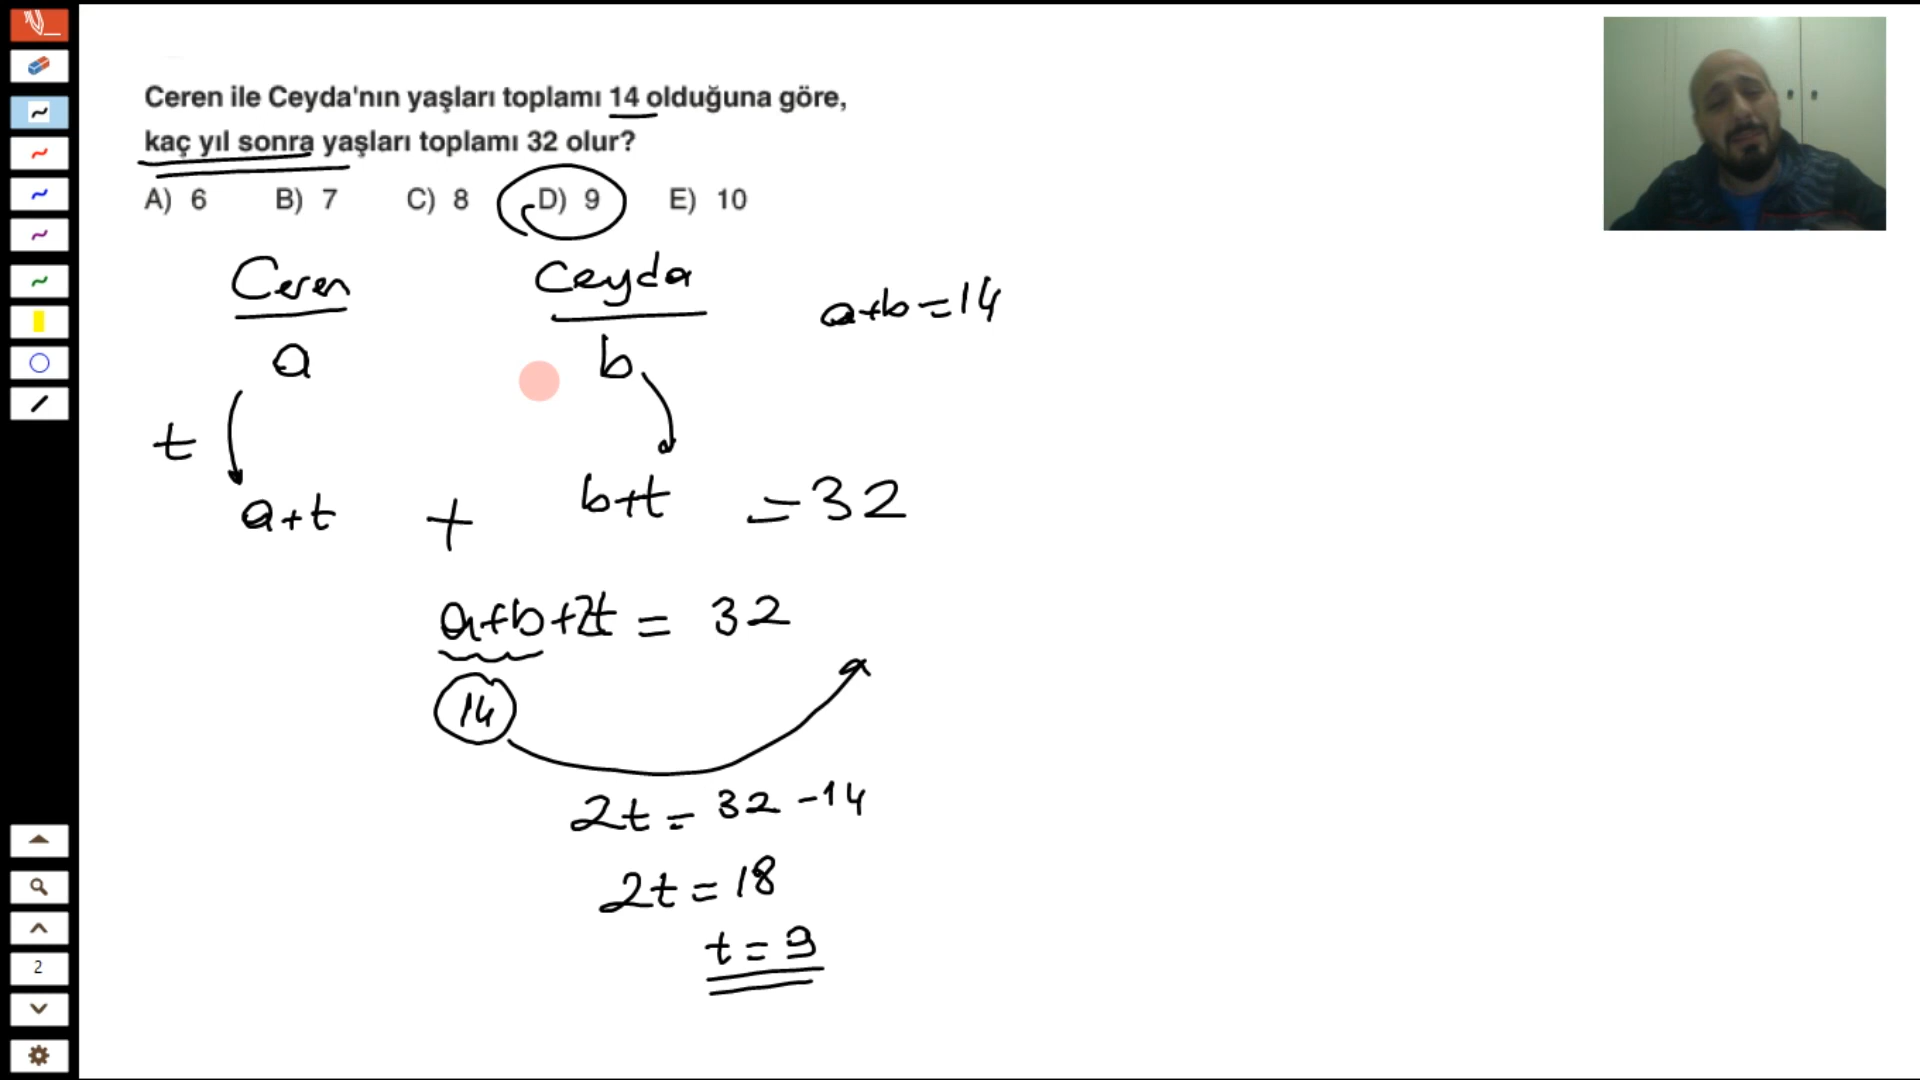 Ceren ile Ceyda'nın yaşları toplamı 14 olduğuna göre,
kaç yıl sonra yaşları toplamı 32 olur?
A) 6 B) 7 C) 8 D) 9 E) 10
Ceren Ceyda a+b=14
a b
t
a+t + b+t =32
a+b+2t = 32
14
2t = 32 -14
2t = 18
t = 9
2